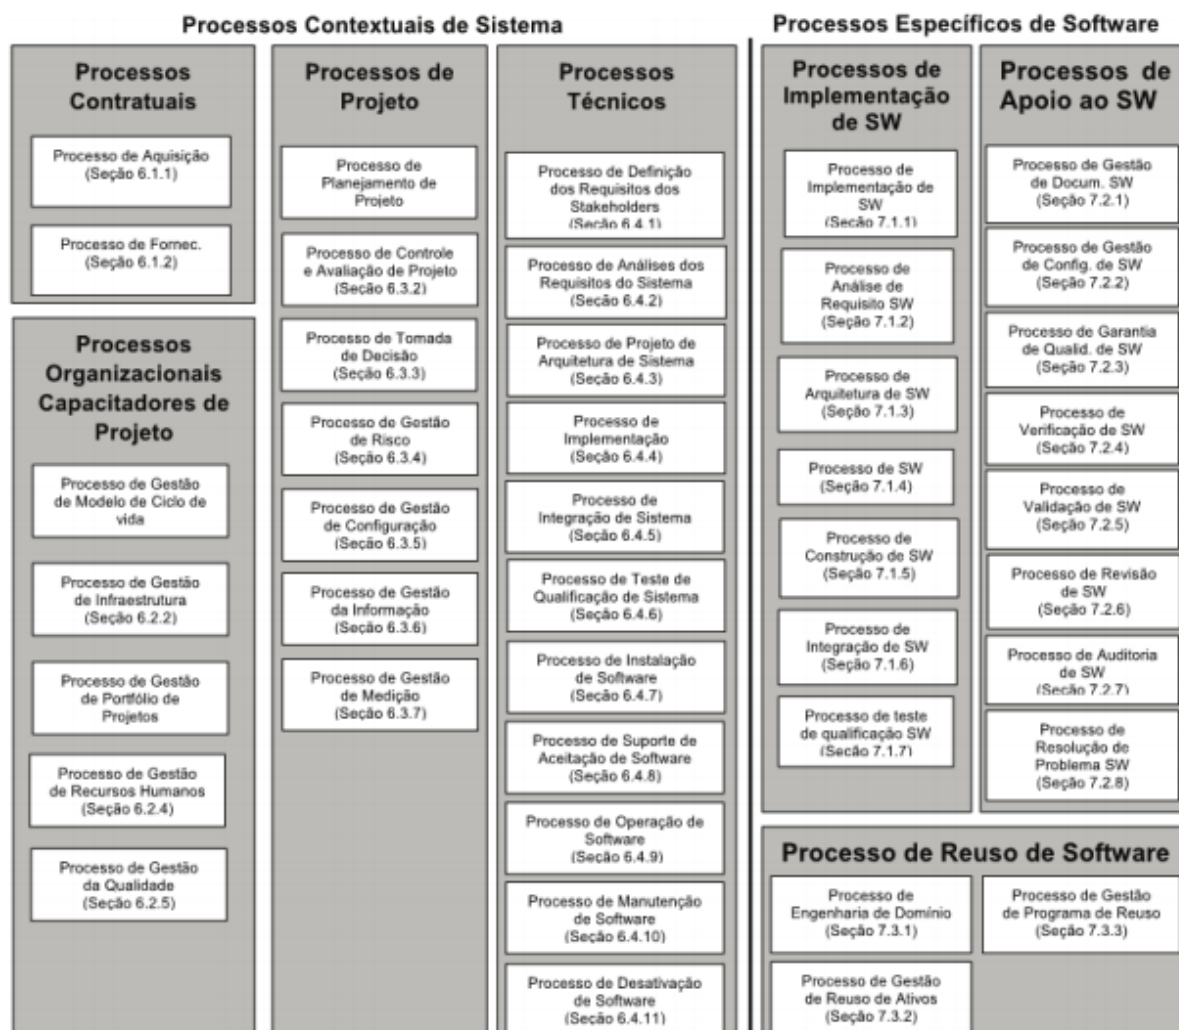 Processos Contextuais de Sistema
Processos Contratuais
Processo de Aquisição
(Seção 6.1.1)
Processo de Fornec.
(Seção 6.1.2)
Processos
Organizacionais
Capacitadores de
Projeto
Processo de Gestão
de Modelo de Ciclo de
vida
Processo de Gestão
de Infraestrutura
(Seção 6.2.2)
Processo de Gestão
de Portfólio de
Projetos
Processo de Gestão
de Recursos Humanos
(Seção 6.2.4)
Processo de Gestão
da Qualidade
(Seção 6.2.5)
Processos de
Projeto
Processo de
Planejamento de
Projeto
Processo de Controle
e Avaliação de Projeto
(Seção 6.3.2)
Processo de Tomada
de Decisão
(Seção 6.3.3)
Processo de Gestão
de Risco
(Seção 6.3.4)
Processo de Gestão
de Configuração
(Seção 6.3.5)
Processo de Gestão
da Informação
(Seção 6.3.6)
Processo de Gestão
de Medição
(Seção 6.3.7)
Processos
Técnicos
Processo de Definição
dos Requisitos dos
Stakeholders
(Seção 6.4.1)
Processo de Análises dos
Requisitos do Sistema
(Seção 6.4.2)
Processo de Projeto de
Arquitetura de Sistema
(Seção 6.4.3)
Processo de
Implementação
(Seção 6.4.4)
Processo de
Integração de Sistema
(Seção 6.4.5)
Processo de Teste de
Qualificação de Sistema
(Seção 6.4.6)
Processo de Instalação
de Software
(Seção 6.4.7)
Processo de Suporte de
Aceitação de Software
(Seção 6.4.8)
Processo de Operação de
Software
(Seção 6.4.9)
Processo de Manutenção
de Software
(Seção 6.4.10)
Processo de Desativação
de Software
(Seção 6.4.11)
Processos Específicos de Software
Processos de
Implementação
de SW
Processo de
Implementação de
SW
(Seção 7.1.1)
Processo de
Análise de
Requisito SW
(Seção 7.1.2)
Processo de
Arquitetura de SW
(Seção 7.1.3)
Processo de SW
(Seção 7.1.4)
Processo de
Construção de SW
(Seção 7.1.5)
Processo de
Integração de SW
(Seção 7.1.6)
Processo de teste
de qualificação SW
(Seção 7.1.7)
Processos de
Apoio ao SW
Processo de Gestão
de Docum. SW
(Seção 7.2.1)
Processo de Gestão
de Config. de SW
(Seção 7.2.2)
Processo de Garantia
de Qualid. de SW
(Seção 7.2.3)
Processo de
Verificação de SW
(Seção 7.2.4)
Processo de
Validação de SW
(Seção 7.2.5)
Processo de Revisão
de SW
(Seção 7.2.6)
Processo de Auditoria
de SW
(Seção 7.2.7)
Processo de
Resolução de
Problema SW
(Seção 7.2.8)
Processo de Reuso de Software
Processo de
Engenharia de Domínio
(Seção 7.3.1)
Processo de Gestão
de Programa de Reuso
(Seção 7.3.3)
Processo de Gestão
de Reuso de Ativos
(Seção 7.3.2)